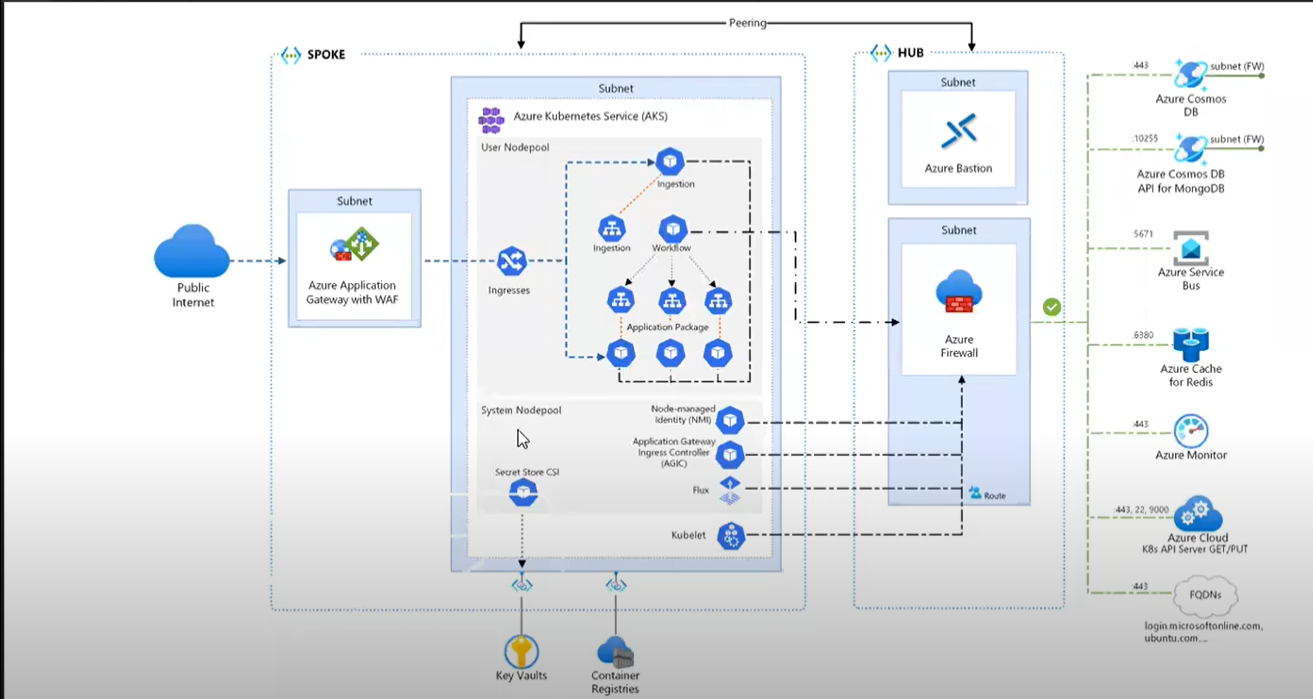 Peering
SPOKE
HUB
Subnet
Azure Kubernetes Service (AKS)
User Nodepool
Ingestion
Ingestion
Workflow
Ingresses
Application Package
Subnet
Azure Application
Gateway with WAF
Public
Internet
System Nodepool
Node-managed
Identity (NMI)
Application Gateway
Ingress Controller
(AGIC)
Secret Store CSI
Flux
Kubelet
Key Vaults
Container
Registries
Subnet
Azure Bastion
Subnet
Azure
Firewall
Route
:443
subnet (FW)
Azure Cosmos
DB
:10255
subnet (FW)
Azure Cosmos DB
API for MongoDB
5671
Azure Service
Bus
:6380
Azure Cache
for Redis
:443
Azure Monitor
:443, 22, 9000
Azure Cloud
K8s API Server GET/PUT
:443
FQDNs
login.microsoftonline.com,
ubuntu.com...